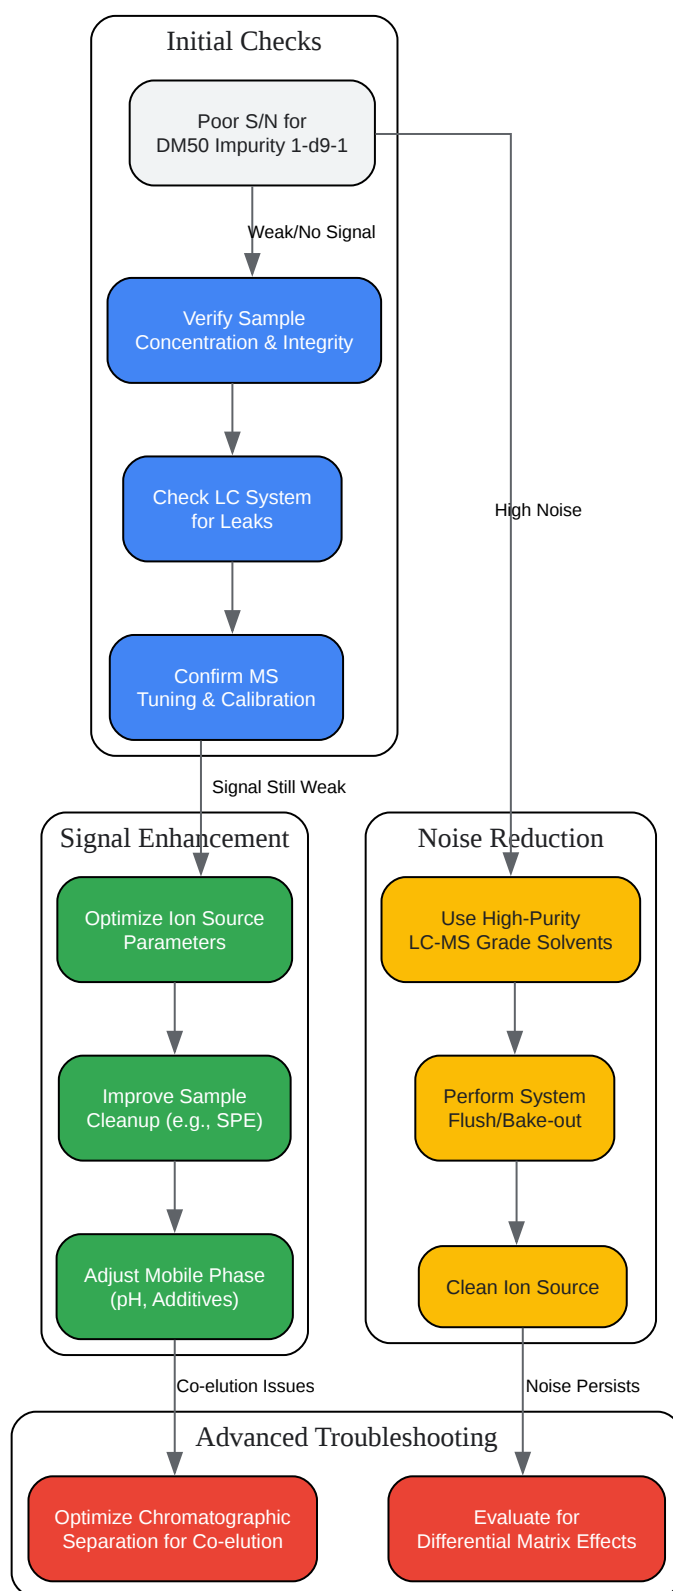 Initial Checks
Poor S/N for
DM50 Impurity 1-d9-1
Weak/No Signal
Verify Sample
Concentration & Integrity
Check LC System
for Leaks
High Noise
Confirm MS
Tuning & Calibration
Signal Still Weak
Signal Enhancement
Noise Reduction
Optimize Ion Source
Parameters
Use High-Purity
LC-MS Grade Solvents
Improve Sample
Cleanup (e.g., SPE)
Perform System
Flush/Bake-out
Adjust Mobile Phase
(pH, Additives)
Clean Ion Source
Co-elution Issues
Noise Persists
Advanced Troubleshooting
Optimize Chromatographic
Separation for Co-elution
Evaluate for
Differential Matrix Effects